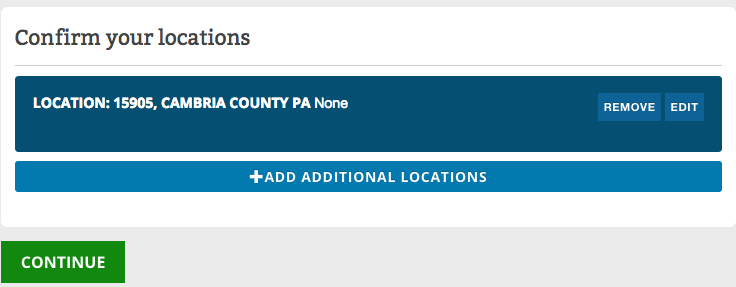 Confirm your locations
LOCATION: 15905, CAMBRIA COUNTY PA None
REMOVE
EDIT
+ADD ADDITIONAL LOCATIONS
CONTINUE